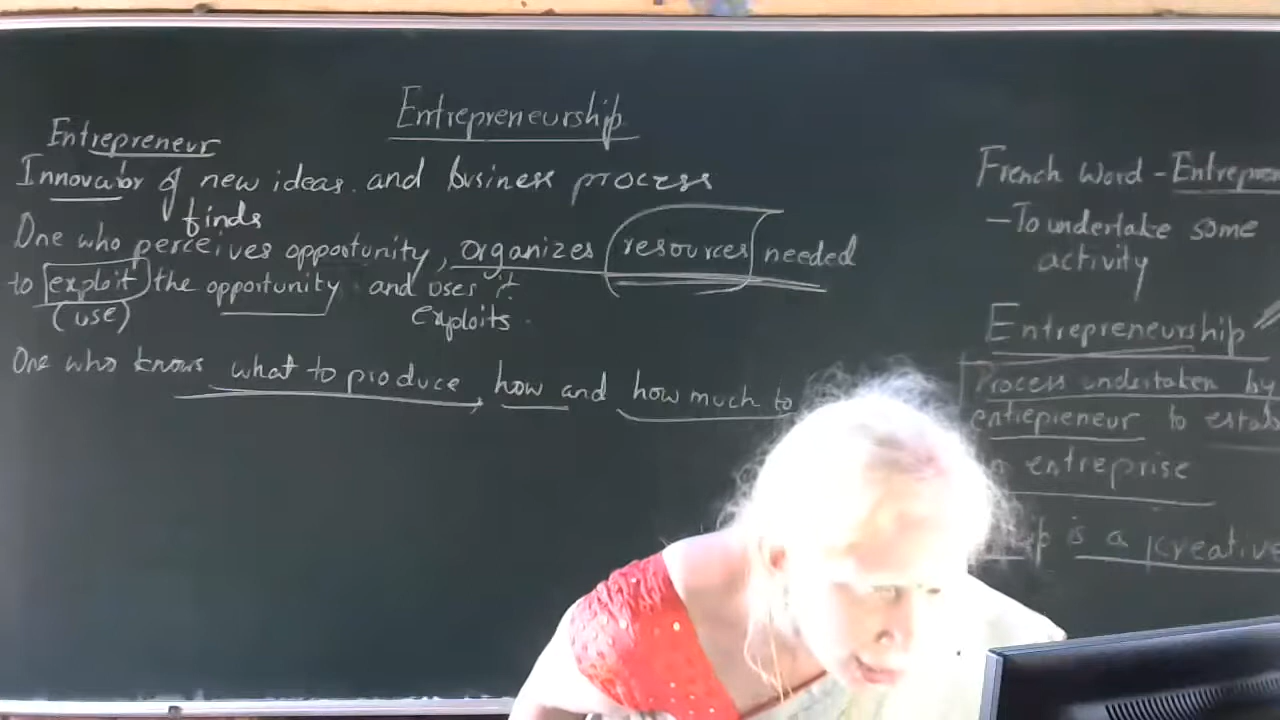 Entrepreneurship
Entrepreneur
Innovator of new ideas and business process
finds
One who perceives opportunity, organizes resources needed
to exploit the opportunity and uses it
(use)
exploits.
One who knows what to produce, how and how much to
French word - Entrepren
- To undertake some
activity
Entrepreneurship
Process undertaken by
entrepreneur to estab
entreprise
is a creative